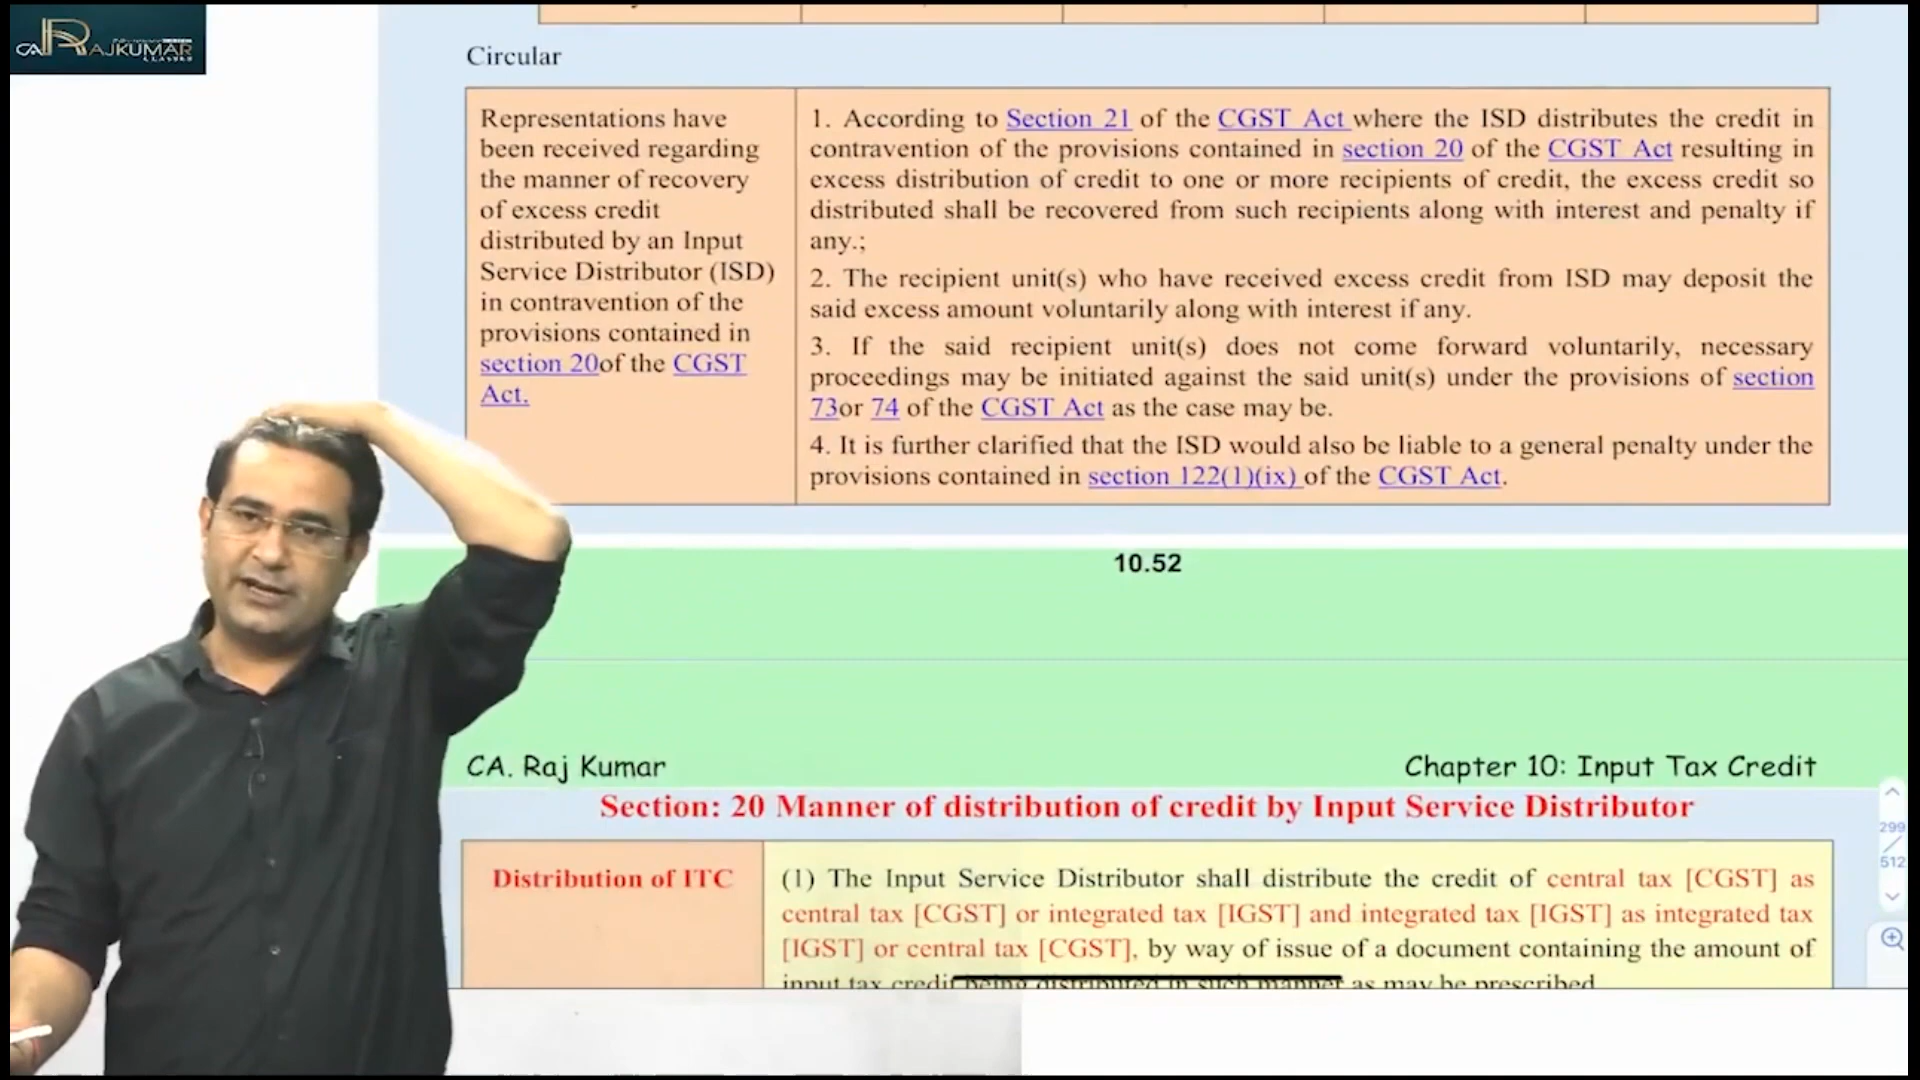 CA RAJKUMAR
CLASSES
Circular
Representations have
been received regarding
the manner of recovery
of excess credit
distributed by an Input
Service Distributor (ISD)
in contravention of the
provisions contained in
section 20of the CGST
Act.
1. According to Section 21 of the CGST Act where the ISD distributes the credit in
contravention of the provisions contained in section 20 of the CGST Act resulting in
excess distribution of credit to one or more recipients of credit, the excess credit so
distributed shall be recovered from such recipients along with interest and penalty if
any.;
2. The recipient unit(s) who have received excess credit from ISD may deposit the
said excess amount voluntarily along with interest if any.
3. If the said recipient unit(s) does not come forward voluntarily, necessary
proceedings may be initiated against the said unit(s) under the provisions of section
73or 74 of the CGST Act as the case may be.
4. It is further clarified that the ISD would also be liable to a general penalty under the
provisions contained in section 122(1)(ix) of the CGST Act.
10.52
CA. Raj Kumar
Chapter 10: Input Tax Credit
Section: 20 Manner of distribution of credit by Input Service Distributor
Distribution of ITC
(1) The Input Service Distributor shall distribute the credit of central tax [CGST] as
central tax [CGST] or integrated tax [IGST] and integrated tax [IGST] as integrated tax
[IGST] or central tax [CGST], by way of issue of a document containing the amount of
input tax credit being distributed in such manner as may be prescribed
299
/
512